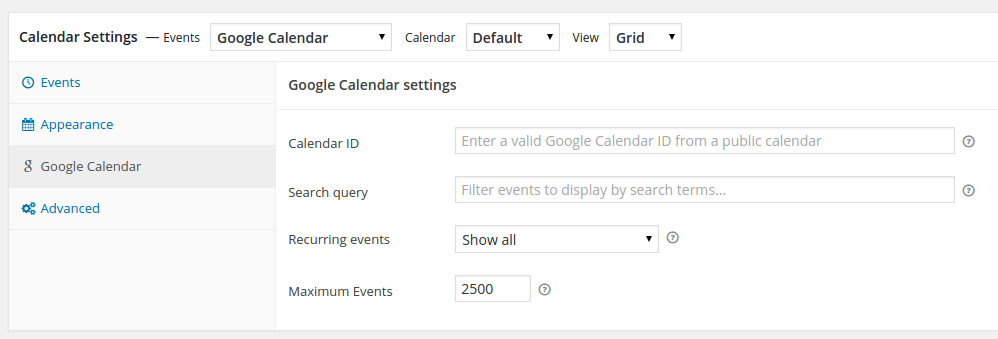 Calendar Settings — Events Google Calendar Calendar Default View Grid
Events
Appearance
Google Calendar
Advanced
Google Calendar settings
Calendar ID Enter a valid Google Calendar ID from a public calendar
Search query Filter events to display by search terms...
Recurring events Show all
Maximum Events 2500